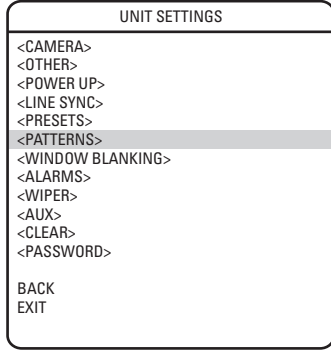 UNIT SETTINGS
<CAMERA>
<OTHER>
<POWER UP>
<LINE SYNC>
<PRESETS>
<PATTERNS>
<WINDOW BLANKING>
<ALARMS>
<WIPER>
<AUX>
<CLEAR>
<PASSWORD>
BACK
EXIT